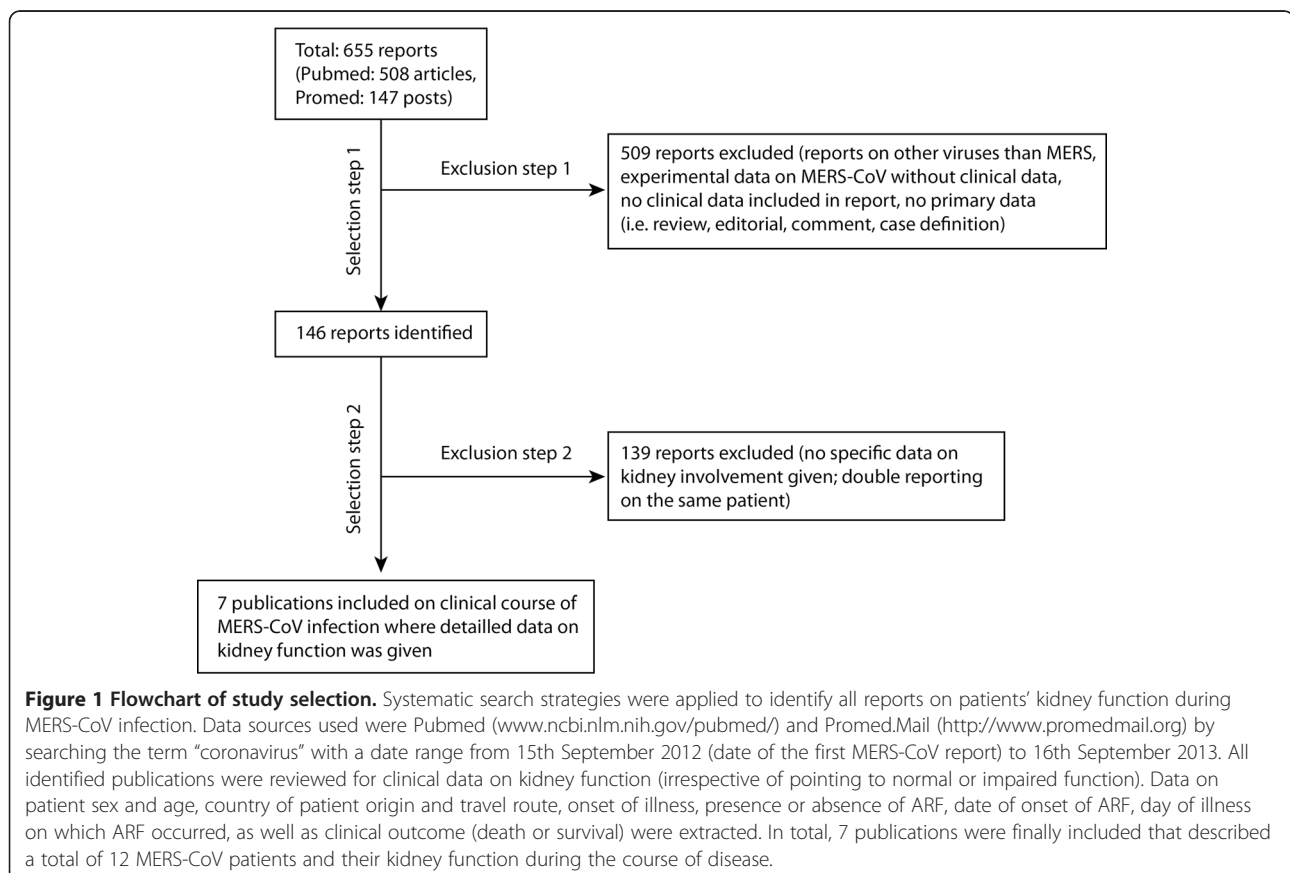 Total: 655 reports
(Pubmed: 508 articles,
Promed: 147 posts)
Selection step 1
Exclusion step 1
509 reports excluded (reports on other viruses than MERS,
experimental data on MERS-CoV without clinical data,
no clinical data included in report, no primary data
(i.e. review, editorial, comment, case definition)
146 reports identified
Selection step 2
Exclusion step 2
139 reports excluded (no specific data on
kidney involvement given; double reporting
on the same patient)
7 publications included on clinical course of
MERS-CoV infection where detailled data on
kidney function was given
Figure 1 Flowchart of study selection. Systematic search strategies were applied to identify all reports on patients’ kidney function during
MERS-CoV infection. Data sources used were Pubmed (www.ncbi.nlm.nih.gov/pubmed/) and Promed.Mail (http://www.promedmail.org) by
searching the term “coronavirus” with a date range from 15th September 2012 (date of the first MERS-CoV report) to 16th September 2013. All
identified publications were reviewed for clinical data on kidney function (irrespective of pointing to normal or impaired function). Data on
patient sex and age, country of patient origin and travel route, onset of illness, presence or absence of ARF, date of onset of ARF, day of illness
on which ARF occurred, as well as clinical outcome (death or survival) were extracted. In total, 7 publications were finally included that described
a total of 12 MERS-CoV patients and their kidney function during the course of disease.